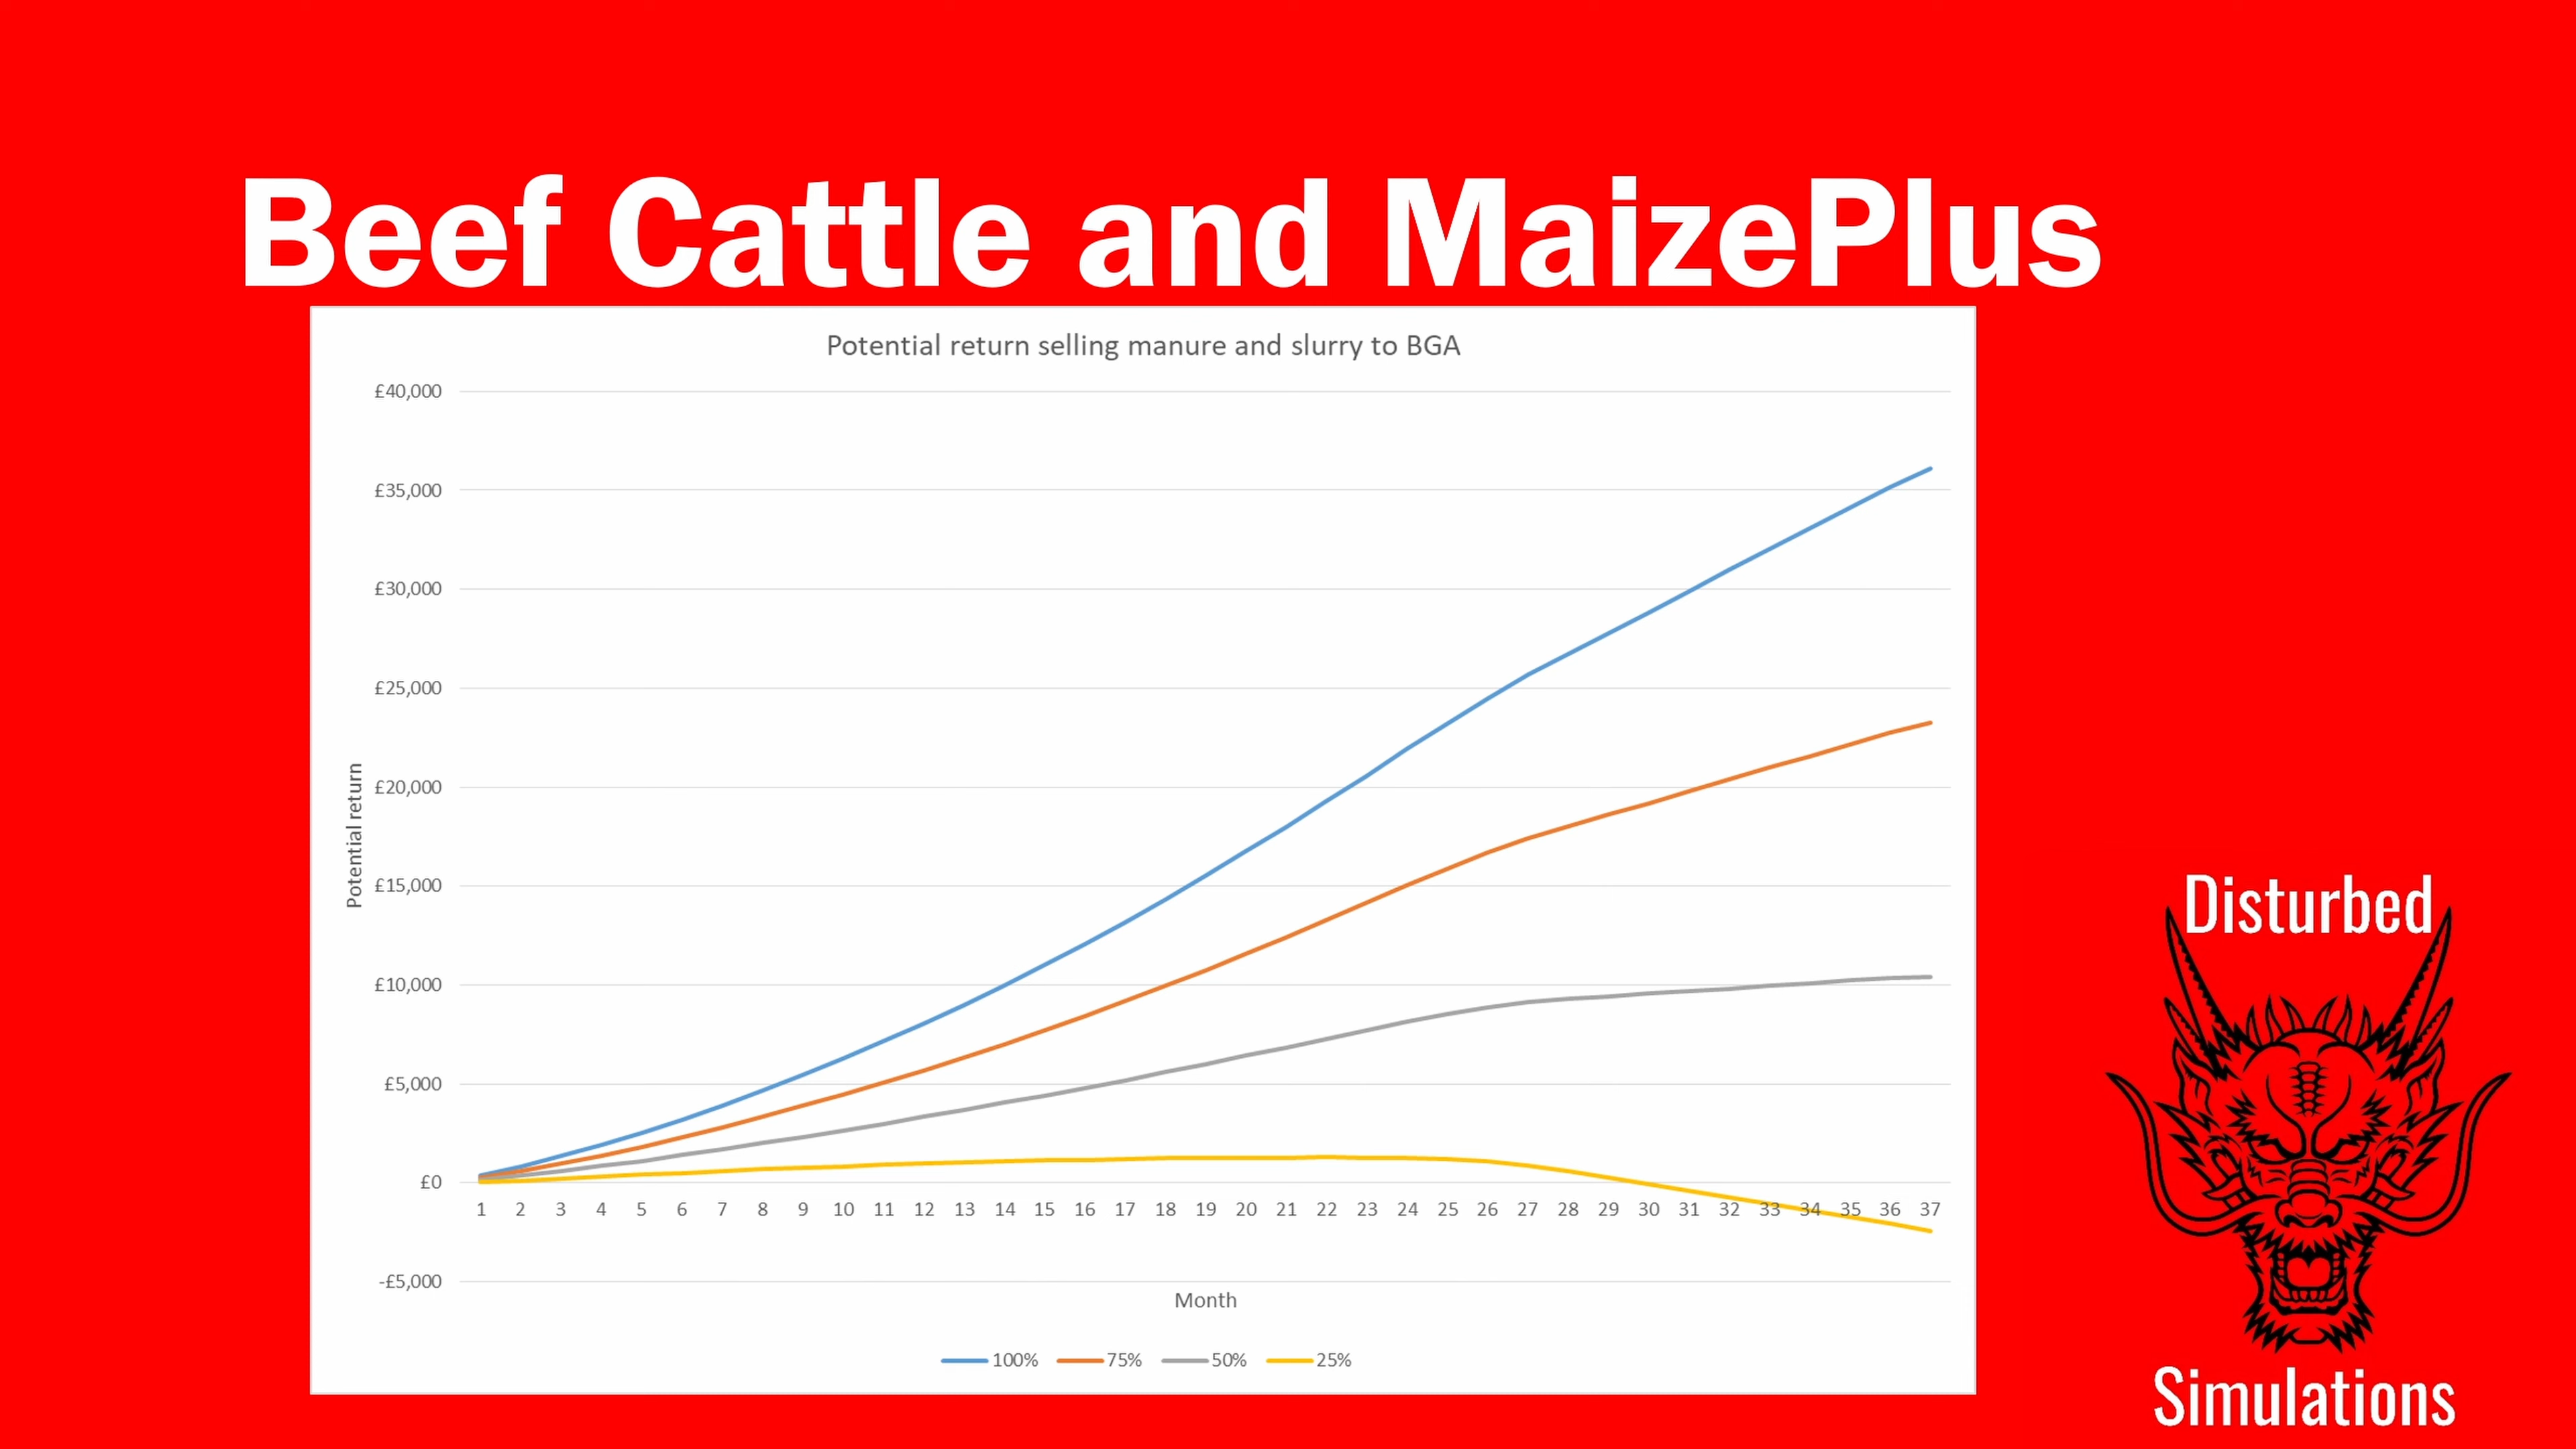 Beef Cattle and MaizePlus
Potential return selling manure and slurry to BGA
£40,000
£35,000
£30,000
£25,000
£20,000
£15,000
£10,000
£5,000
£0
-£5,000
Potential return
1 2 3 4 5 6 7 8 9 10 11 12 13 14 15 16 17 18 19 20 21 22 23 24 25 26 27 28 29 30 31 32 33 34 35 36 37
Month
100% 75% 50% 25%
Disturbed
Simulations